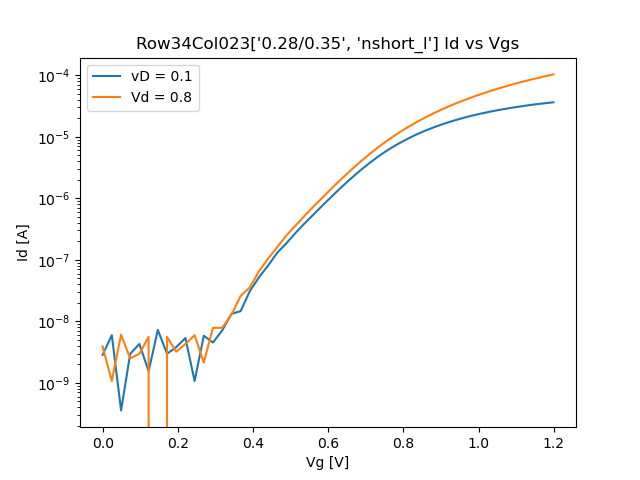 Row34Col023['0.28/0.35', 'nshort_l'] Id vs Vgs
vD = 0.1
Vd = 0.8
10⁻⁴
10⁻⁵
10⁻⁶
10⁻⁷
10⁻⁸
10⁻⁹
Id [A]
0.0 0.2 0.4 0.6 0.8 1.0 1.2
Vg [V]